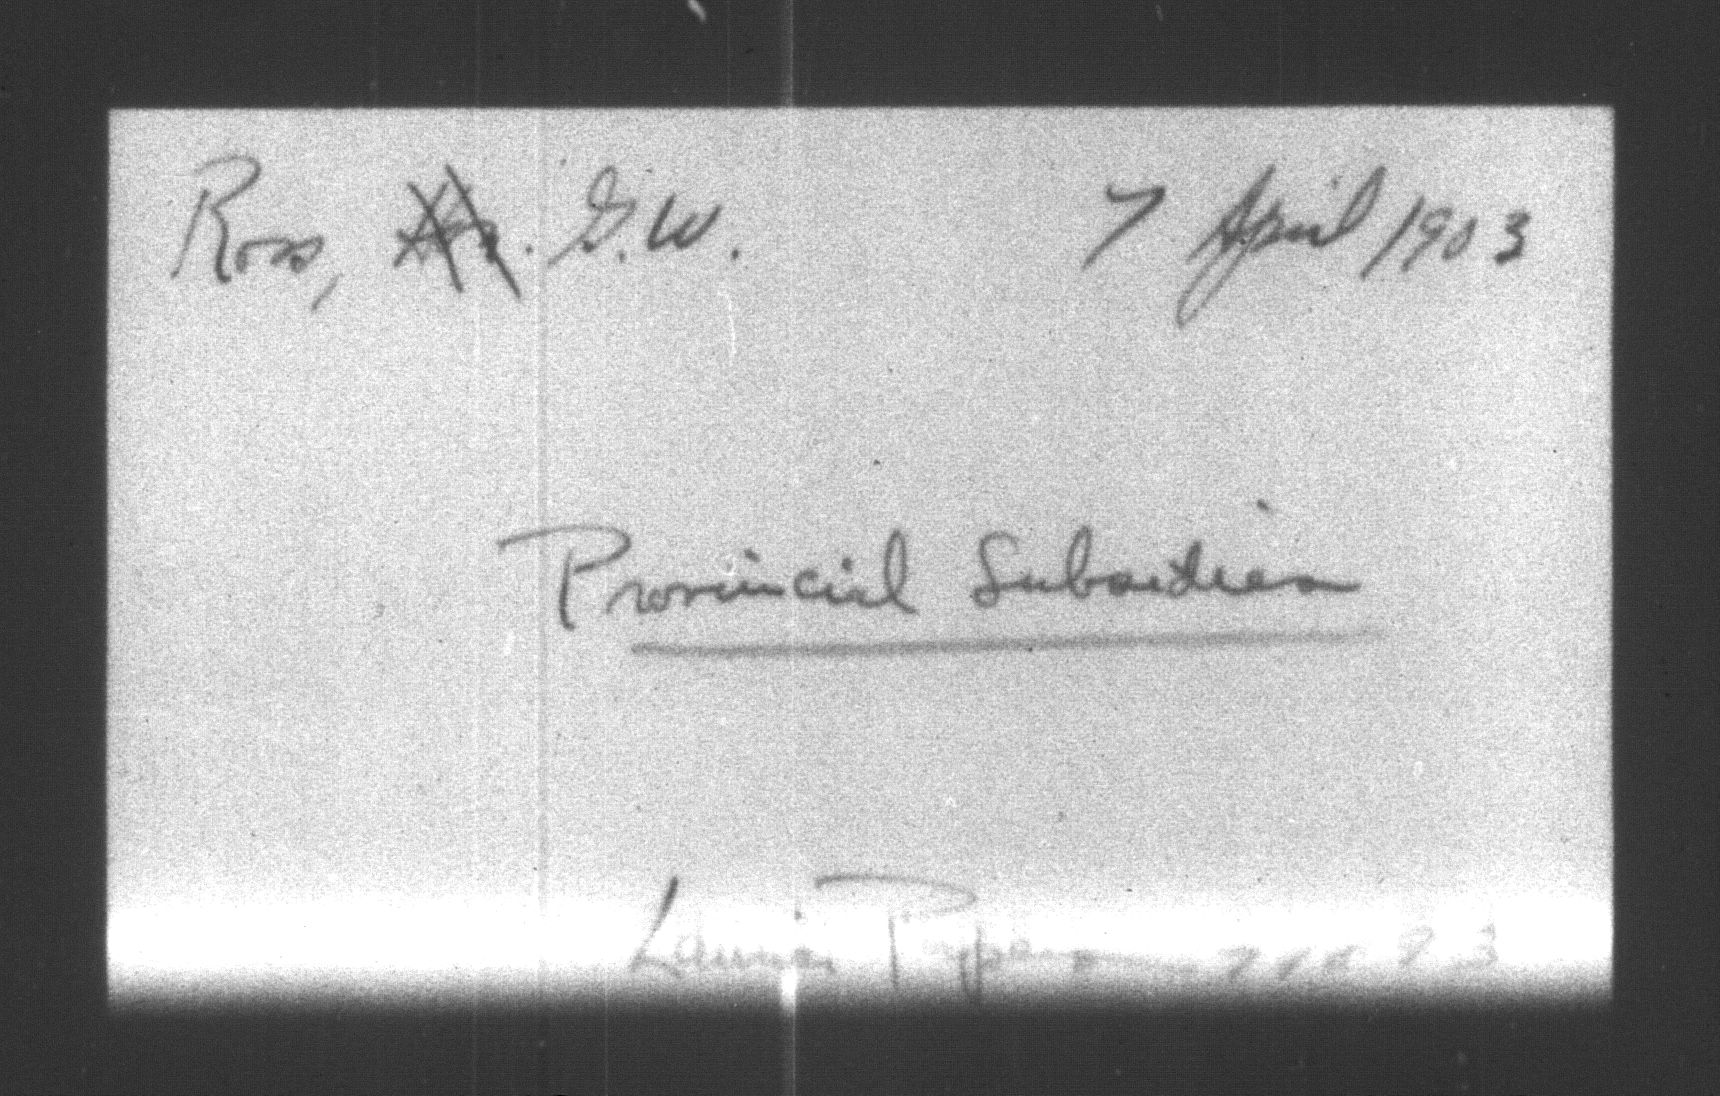 Ross, G.W. 7 April 1903
Provincial Subsidies
Laurier Papers